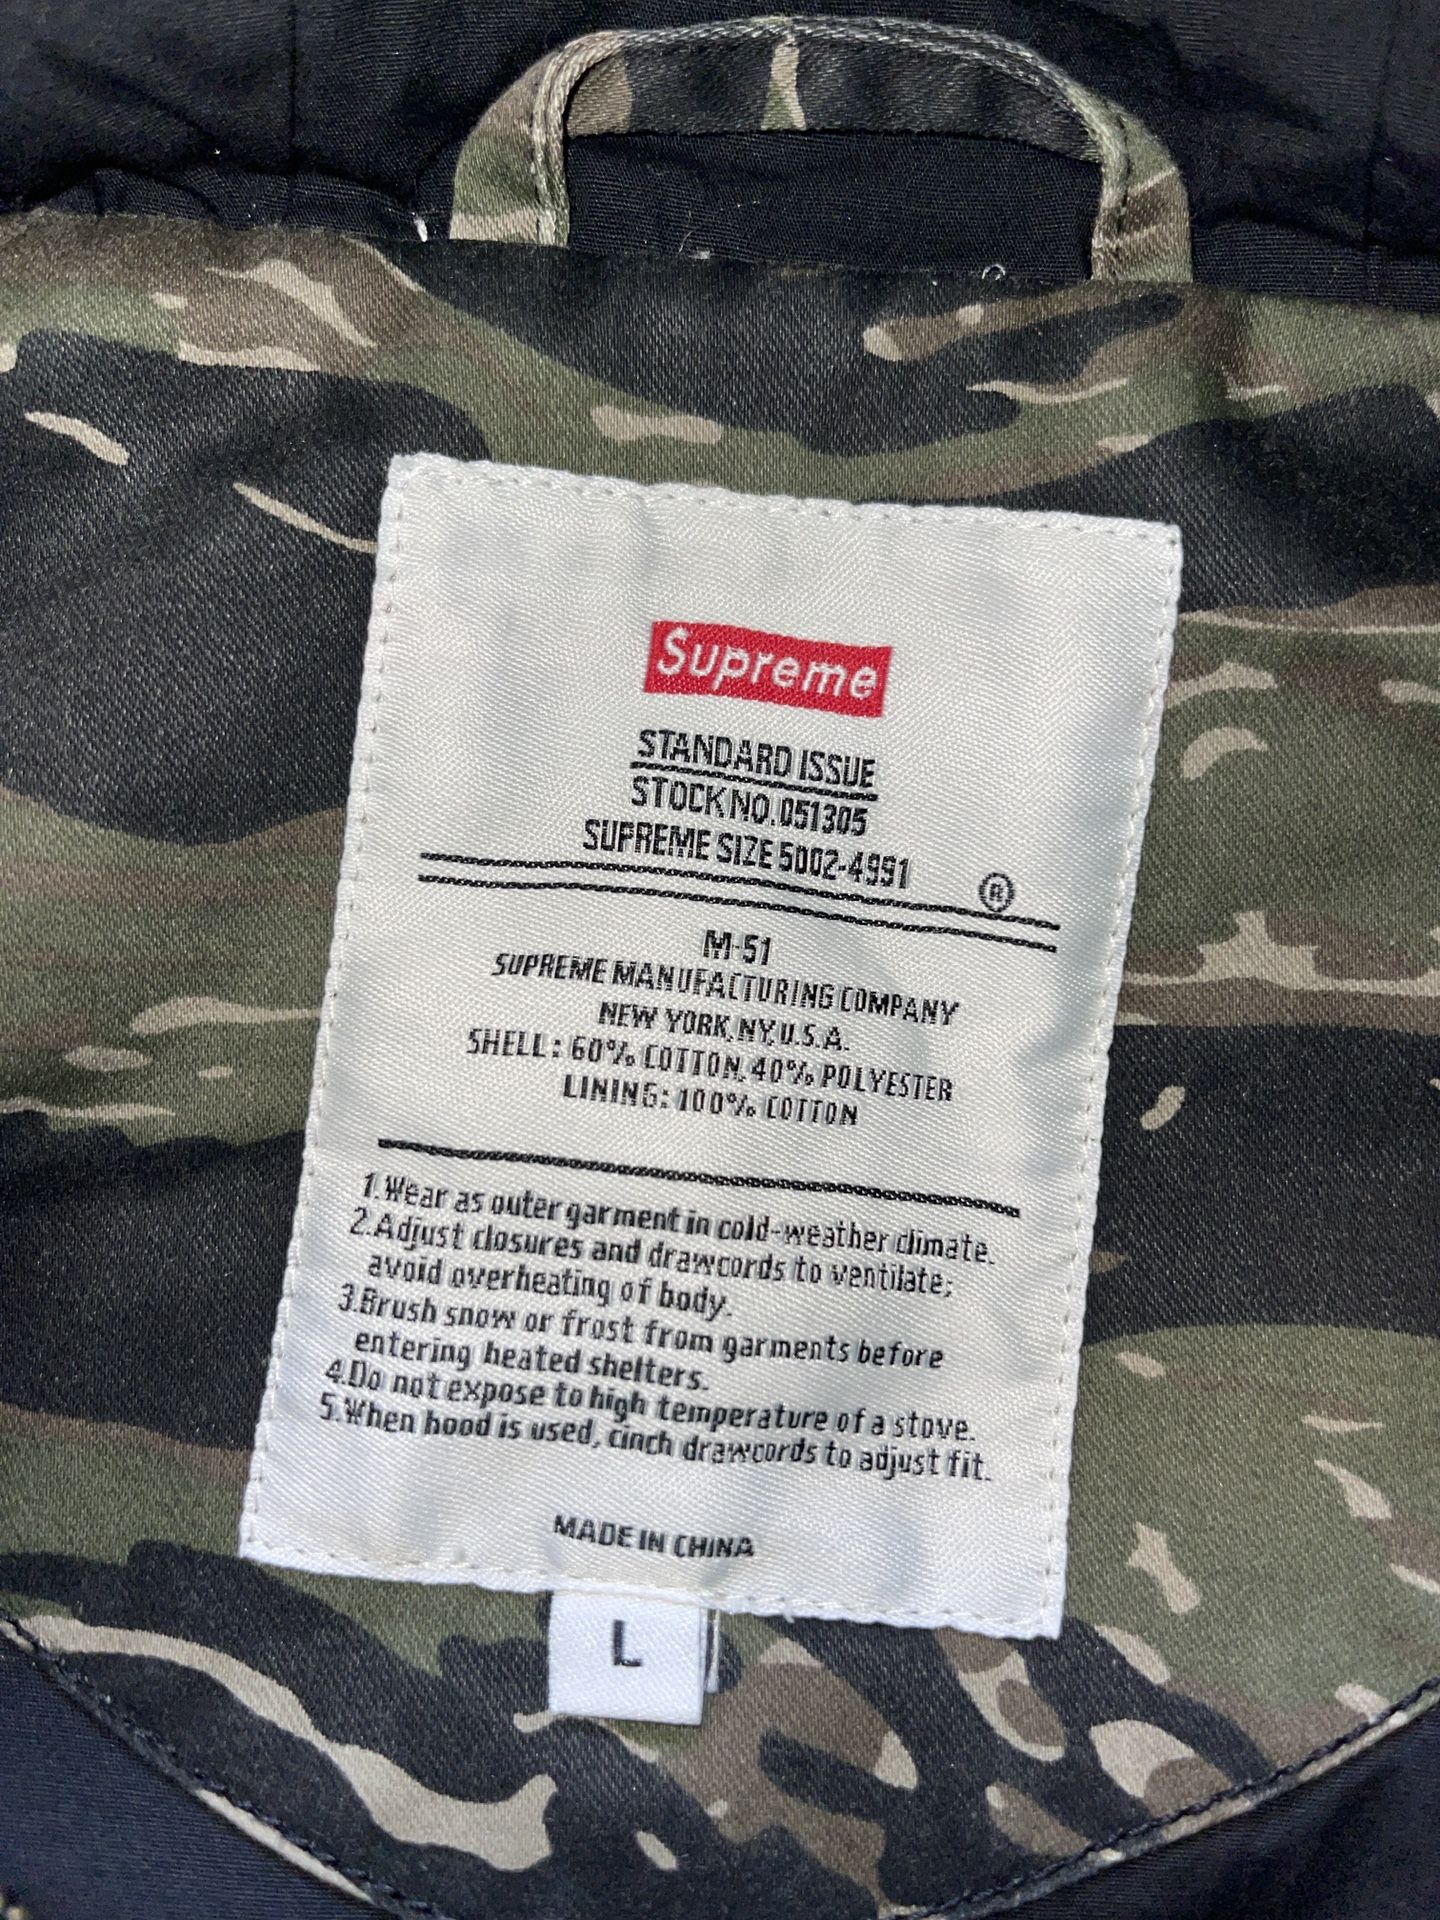 Supreme
STANDARD ISSUE
STOCK NO. 051305
SUPREME SIZE 5002-4991
®
M-51
SUPREME MANUFACTURING COMPANY
NEW YORK, NY, U.S.A.
SHELL: 60% COTTON, 40% POLYESTER
LINING: 100% COTTON
1.Wear as outer garment in cold-weather climate.
2.Adjust closures and drawcords to ventilate;
avoid overheating of body.
3.Brush snow or frost from garments before
entering heated shelters.
4.Do not expose to high temperature of a stove.
5.When hood is used, cinch drawcords to adjust fit.
MADE IN CHINA
L